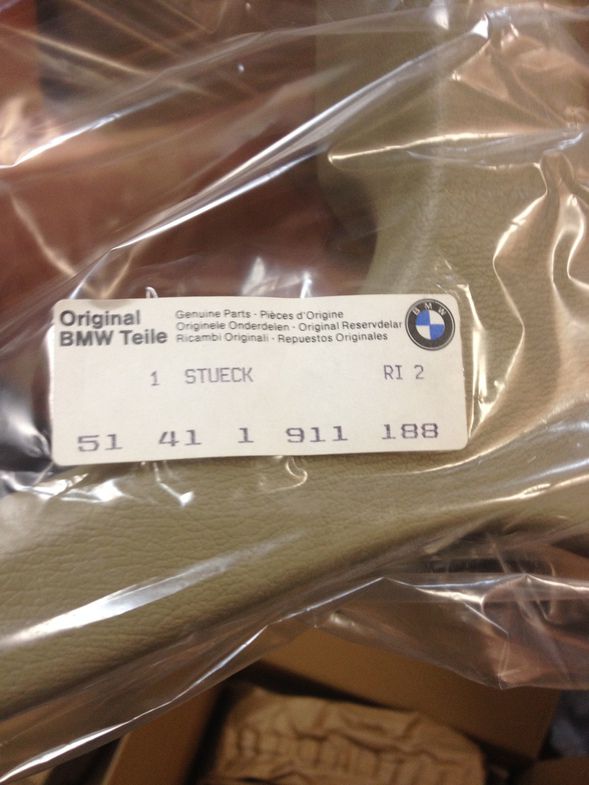 Original
BMW Teile
Genuine Parts · Pièces d'Origine
Originele Onderdelen · Original Reservdelar
Ricambi Originali · Repuestos Originales
BMW
1 STUECK RI 2
51 41 1 911 188